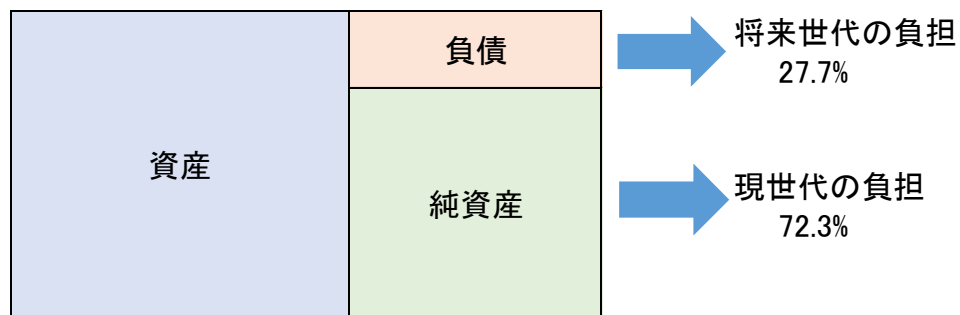 負債
将来世代の負担
27.7%
資産
純資産
現世代の負担
72.3%